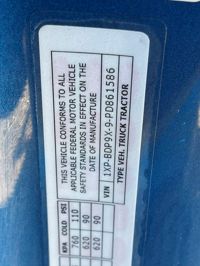 THIS VEHICLE CONFORMS TO ALL
APPLICABLE FEDERAL MOTOR VEHICLE
SAFETY STANDARDS IN EFFECT ON THE
DATE OF MANUFACTURE
VIN 1XP-BDP9X-9-PD861586
TYPE VEH. TRUCK TRACTOR
KPA COLD PSI
760 110
620 90
620 90